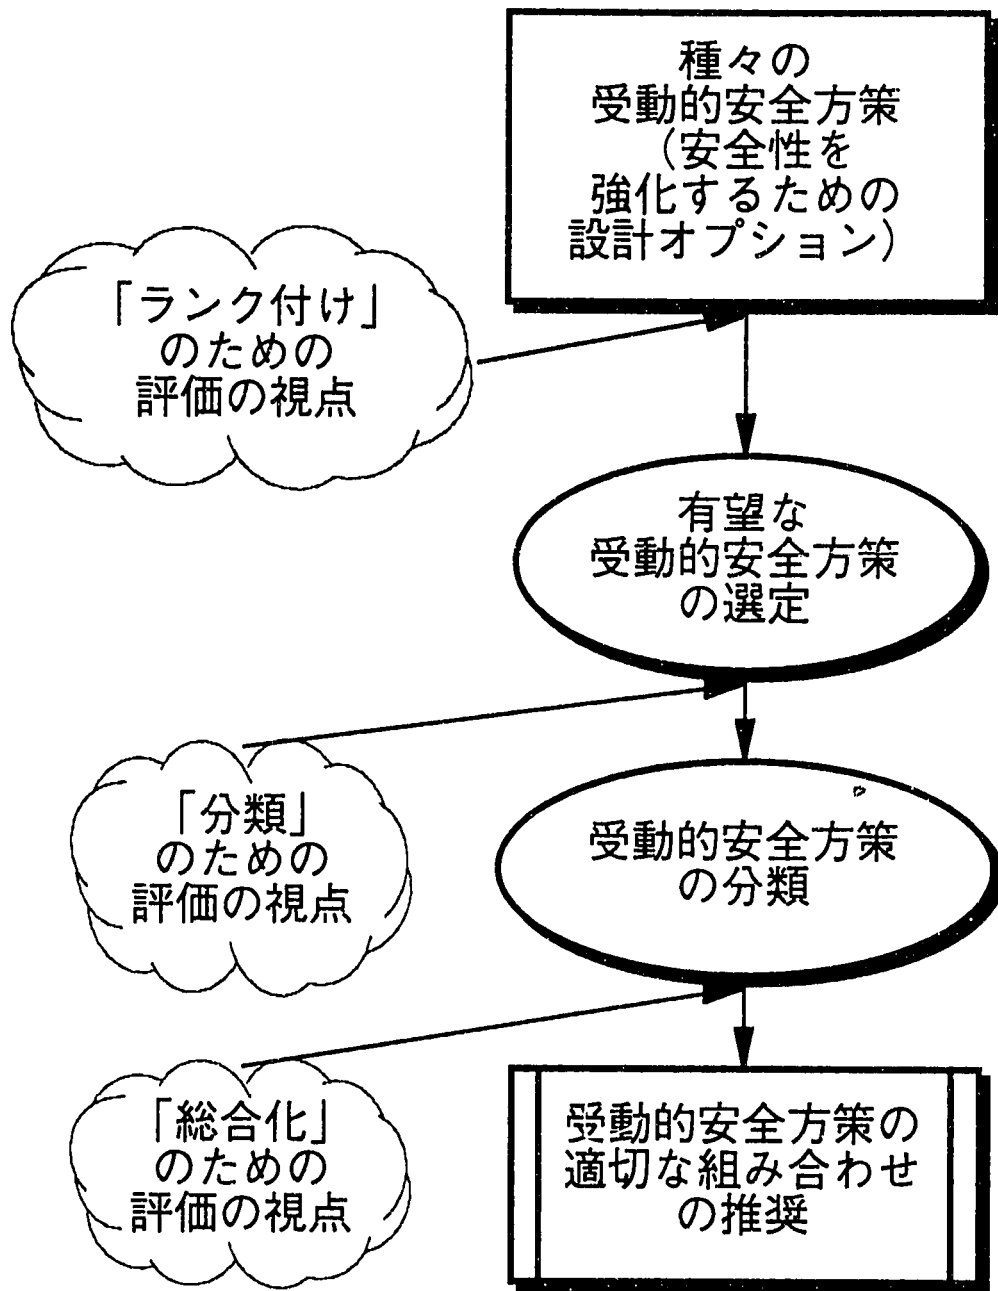 種々の
受動的安全方策
（安全性を
強化するための
設計オプション）
「ランク付け」
のための
評価の視点
有望な
受動的安全方策
の選定
「分類」
のための
評価の視点
受動的安全方策
の分類
「総合化」
のための
評価の視点
受動的安全方策の
適切な組み合わせ
の推奨